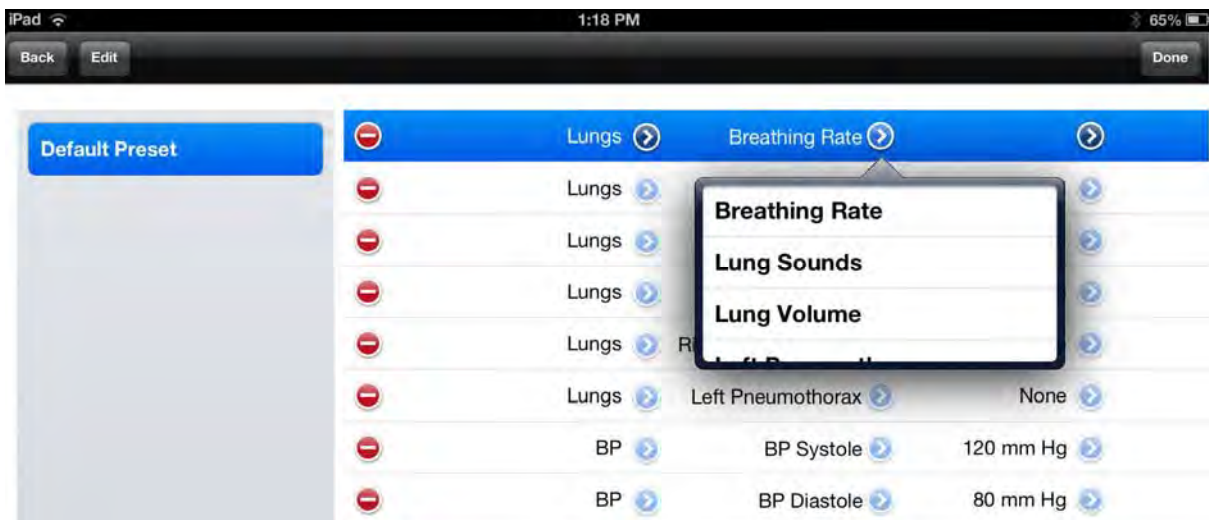 iPad 1:18 PM 65%
Back Edit Done
Default Preset
Lungs Breathing Rate
Lungs
Lungs
Lungs
Lungs
Lungs Left Pneumothorax None
BP BP Systole 120 mm Hg
BP BP Diastole 80 mm Hg
Breathing Rate
Lung Sounds
Lung Volume